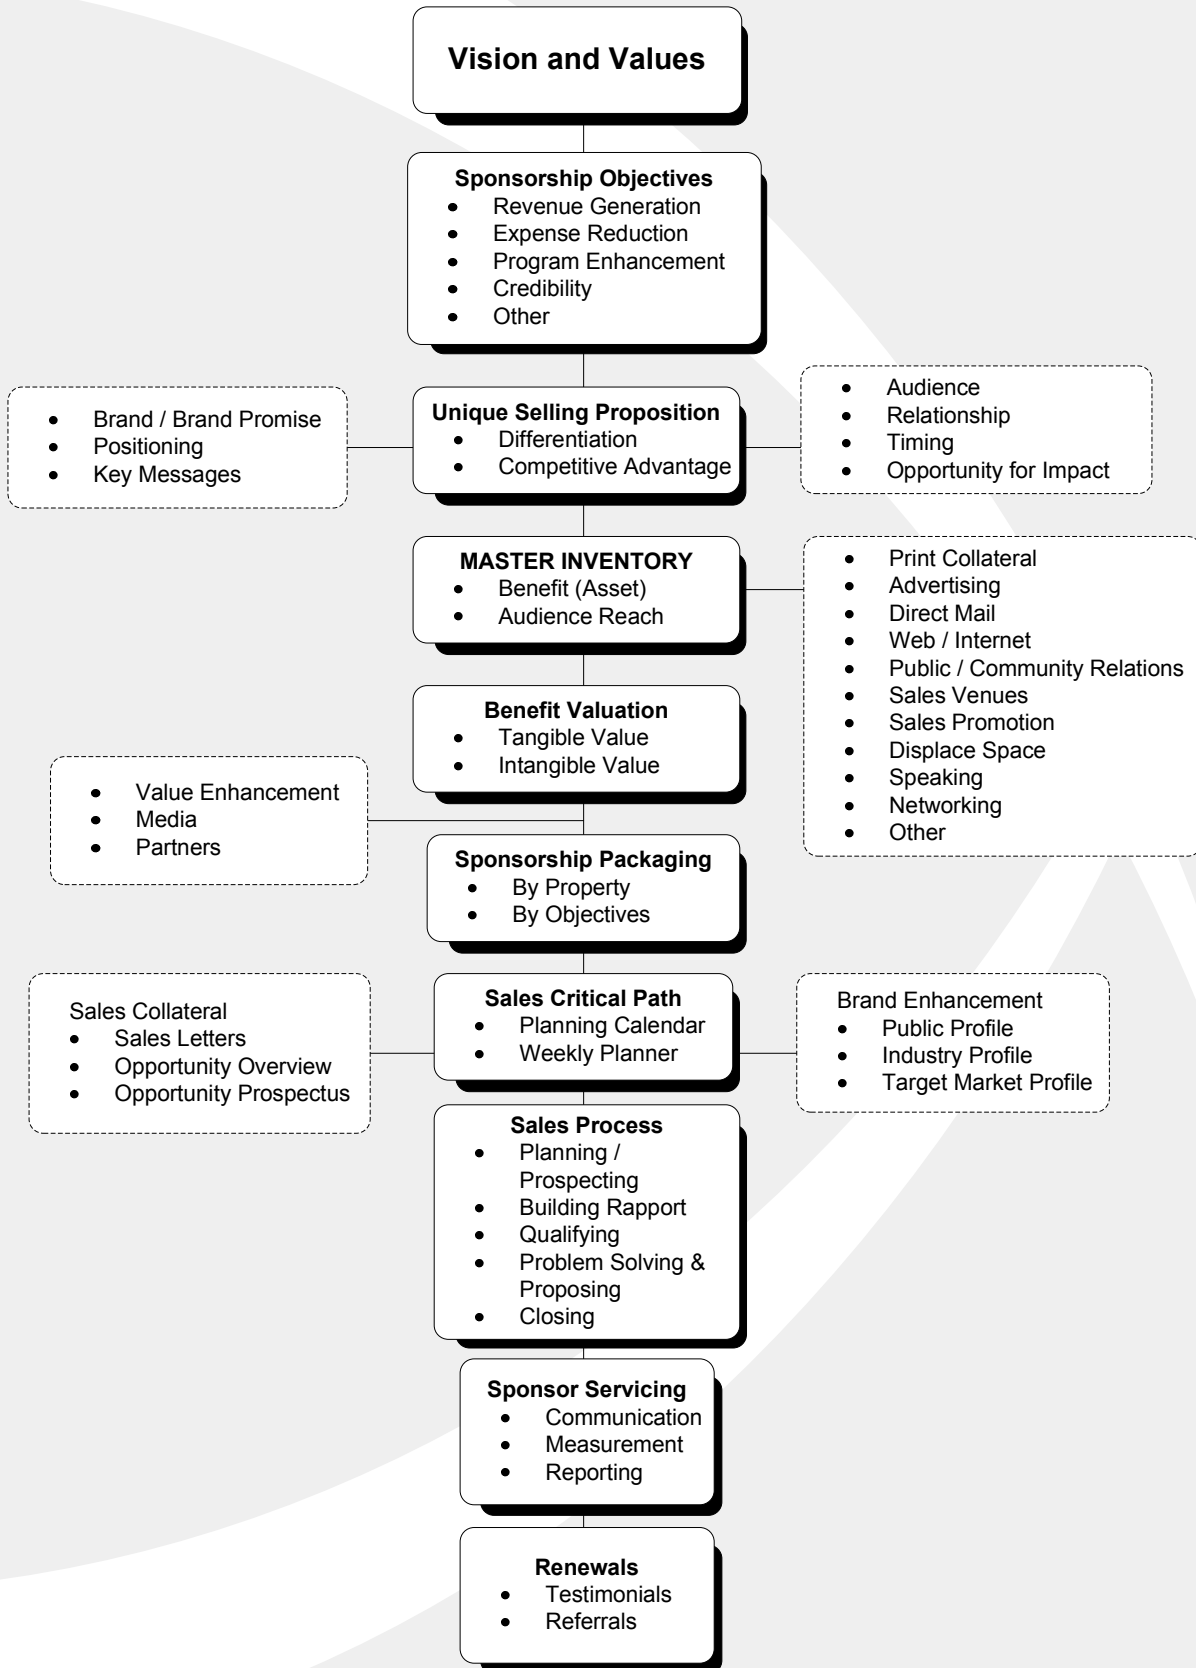 Vision and Values
Sponsorship Objectives
• Revenue Generation
• Expense Reduction
• Program Enhancement
• Credibility
• Other
• Brand / Brand Promise
• Positioning
• Key Messages
Unique Selling Proposition
• Differentiation
• Competitive Advantage
• Audience
• Relationship
• Timing
• Opportunity for Impact
MASTER INVENTORY
• Benefit (Asset)
• Audience Reach
• Print Collateral
• Advertising
• Direct Mail
• Web / Internet
• Public / Community Relations
• Sales Venues
• Sales Promotion
• Displace Space
• Speaking
• Networking
• Other
Benefit Valuation
• Tangible Value
• Intangible Value
• Value Enhancement
• Media
• Partners
Sponsorship Packaging
• By Property
• By Objectives
Sales Collateral
• Sales Letters
• Opportunity Overview
• Opportunity Prospectus
Sales Critical Path
• Planning Calendar
• Weekly Planner
Brand Enhancement
• Public Profile
• Industry Profile
• Target Market Profile
Sales Process
• Planning /
Prospecting
• Building Rapport
• Qualifying
• Problem Solving &
Proposing
• Closing
Sponsor Servicing
• Communication
• Measurement
• Reporting
Renewals
• Testimonials
• Referrals